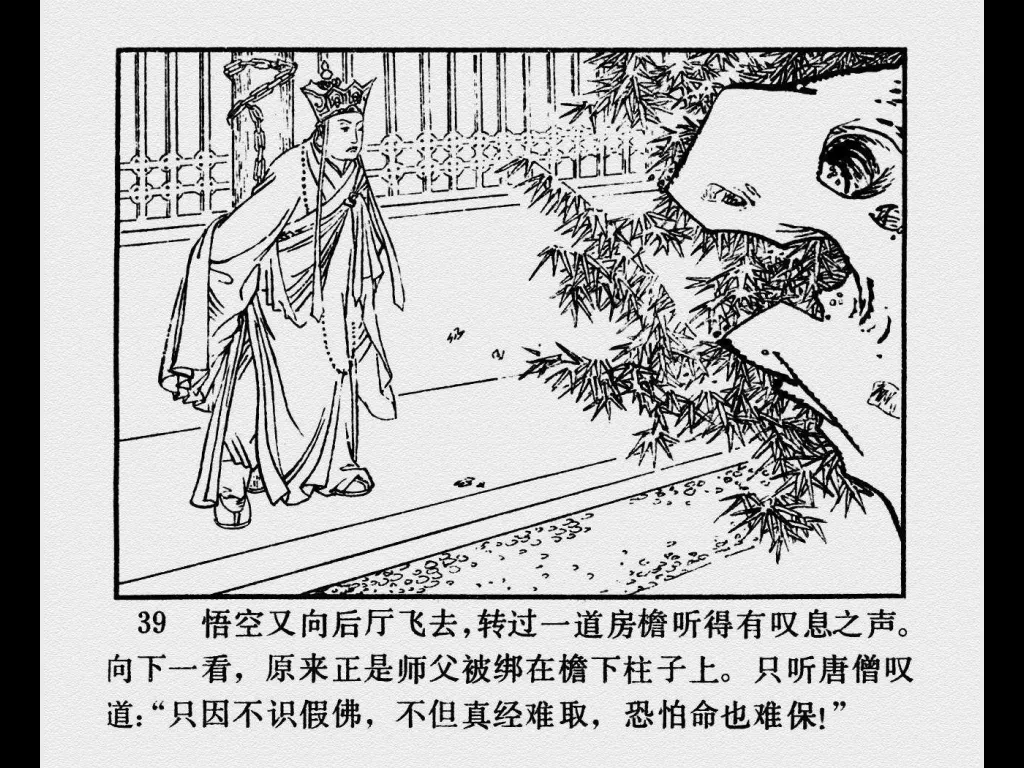 39 悟空又向后厅飞去，转过一道房檐听得有叹息之声。
向下一看，原来正是师父被绑在檐下柱子上。只听唐僧叹
道：“只因不识假佛，不但真经难取，恐怕命也难保！”